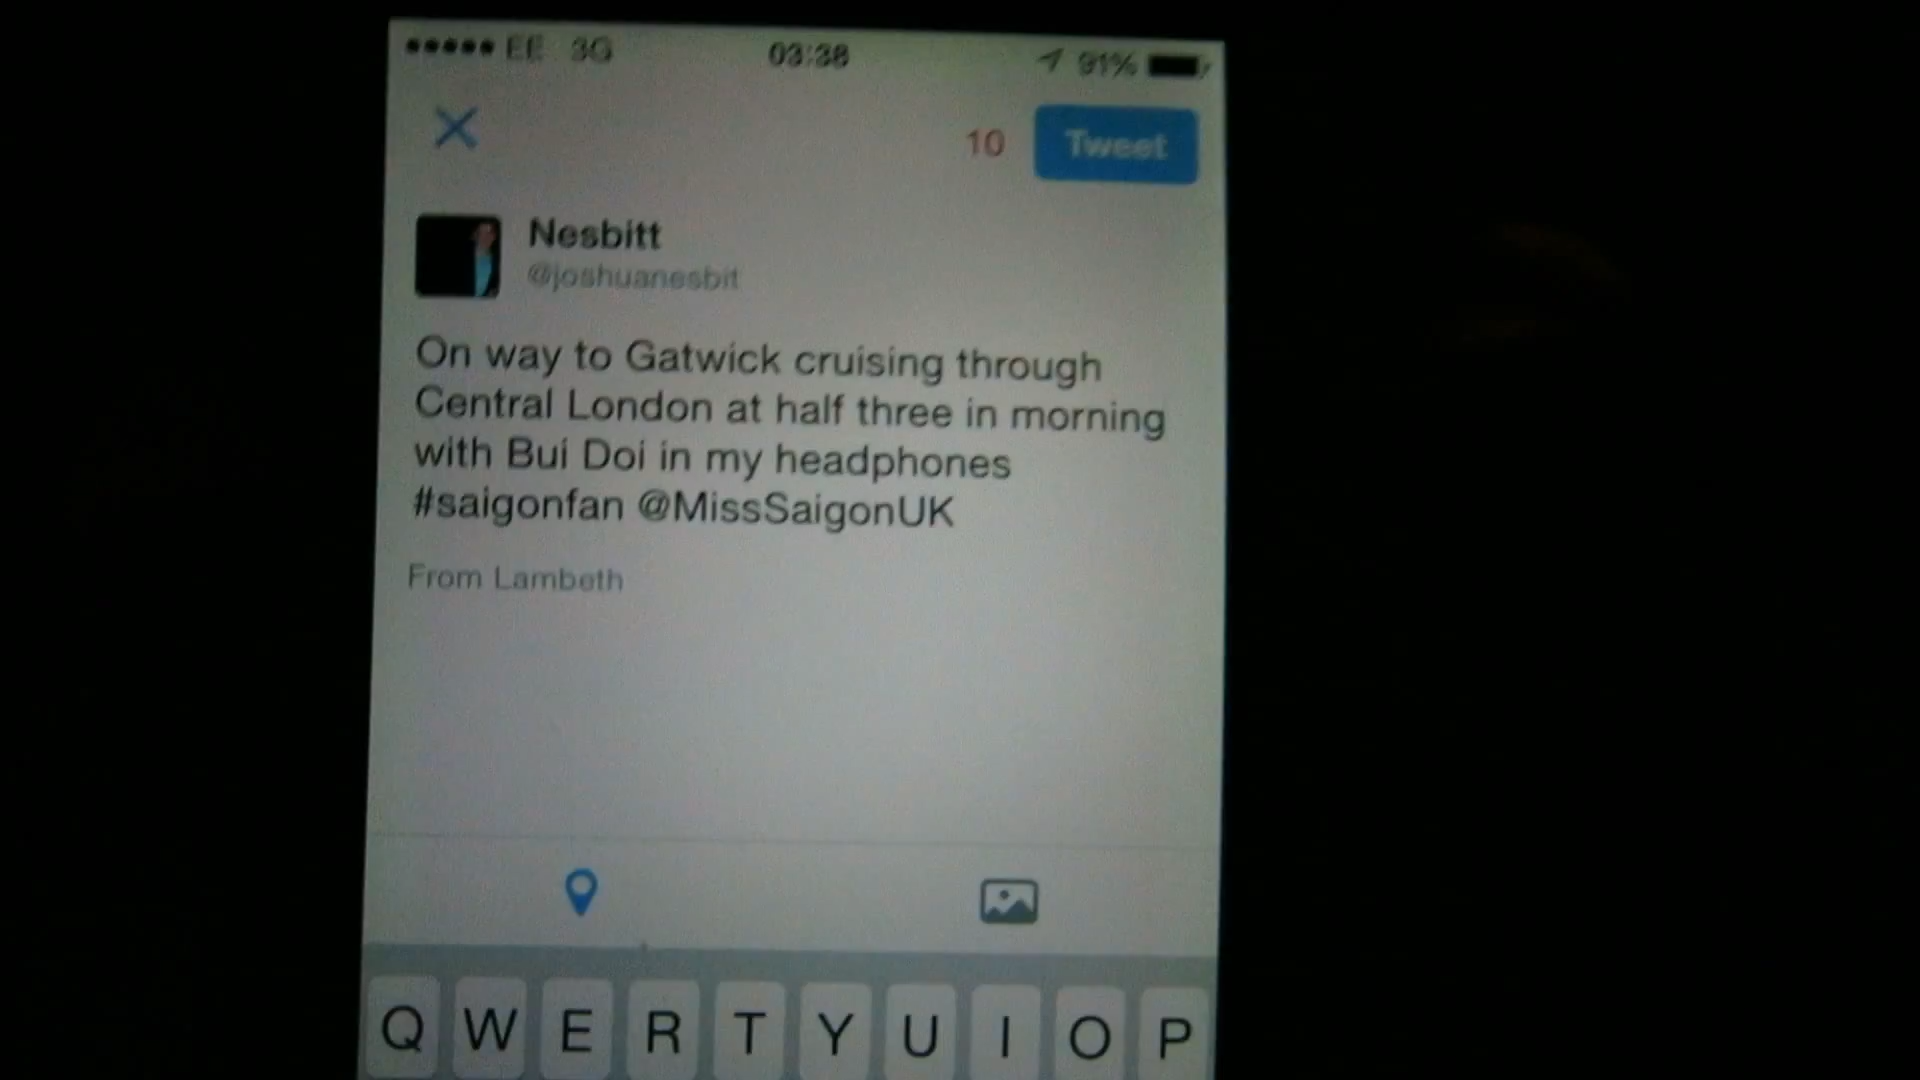 EE 3G 03:38 91%
10 Tweet
Nesbitt
@joshuanesbit
On way to Gatwick cruising through
Central London at half three in morning
with Bui Doi in my headphones
#saigonfan @MissSaigonUK
From Lambeth
Q W E R T Y U I O P